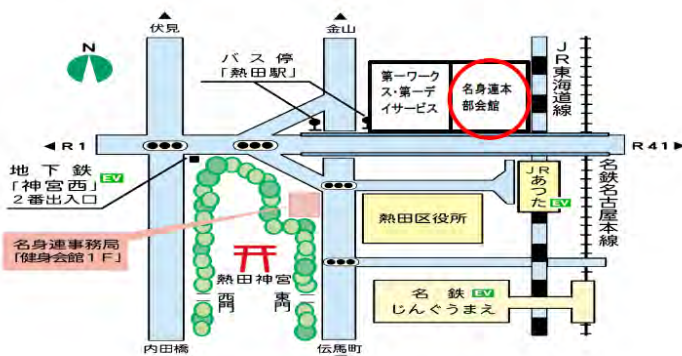 伏見
金山
N
バス停
「熱田駅」
第一ワーク
ス・第一デ
イサービス
名身連本
部会館
JR東海道線
R1
R41
地下鉄
「神宮西」
EV
2番出入口
JR
あつた
EV
名鉄名古屋本線
熱田区役所
名身連事務局
「健身会館1F」
熱田神宮
西門
東門
名鉄
EV
じんぐうまえ
内田橋
伝馬町